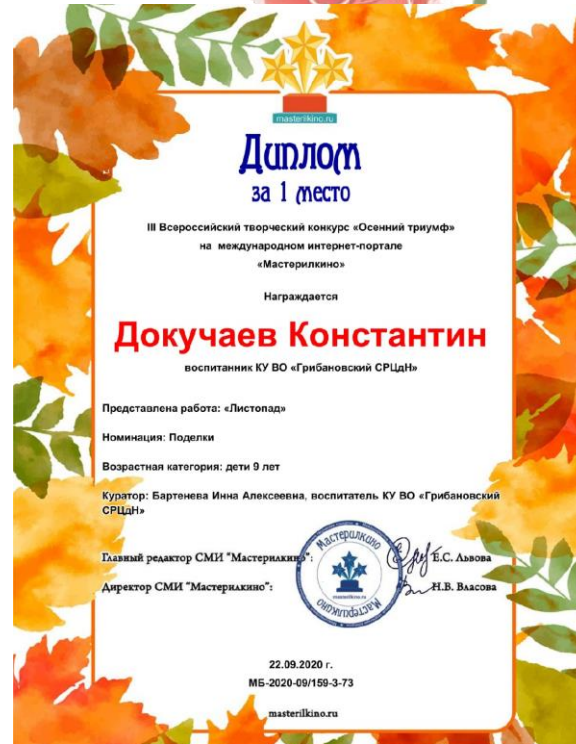 masterilkino.ru
Диплом
за 1 место
III Всероссийский творческий конкурс «Осенний триумф»
на международном интернет-портале
«Мастерилкино»
Награждается
Докучаев Константин
воспитанник КУ ВО «Грибановский СРЦдН»
Представлена работа: «Листопад»
Номинация: Поделки
Возрастная категория: дети 9 лет
Куратор: Бартенева Инна Алексеевна, воспитатель КУ ВО «Грибановский
СРЦдН»
Главный редактор СМИ "Мастерилкино": Е.С. Львова
Директор СМИ "Мастерилкино": Н.В. Власова
Мастерилкино
masterilkino.ru
Мастерилкино
22.09.2020 г.
МБ-2020-09/159-3-73
masterilkino.ru